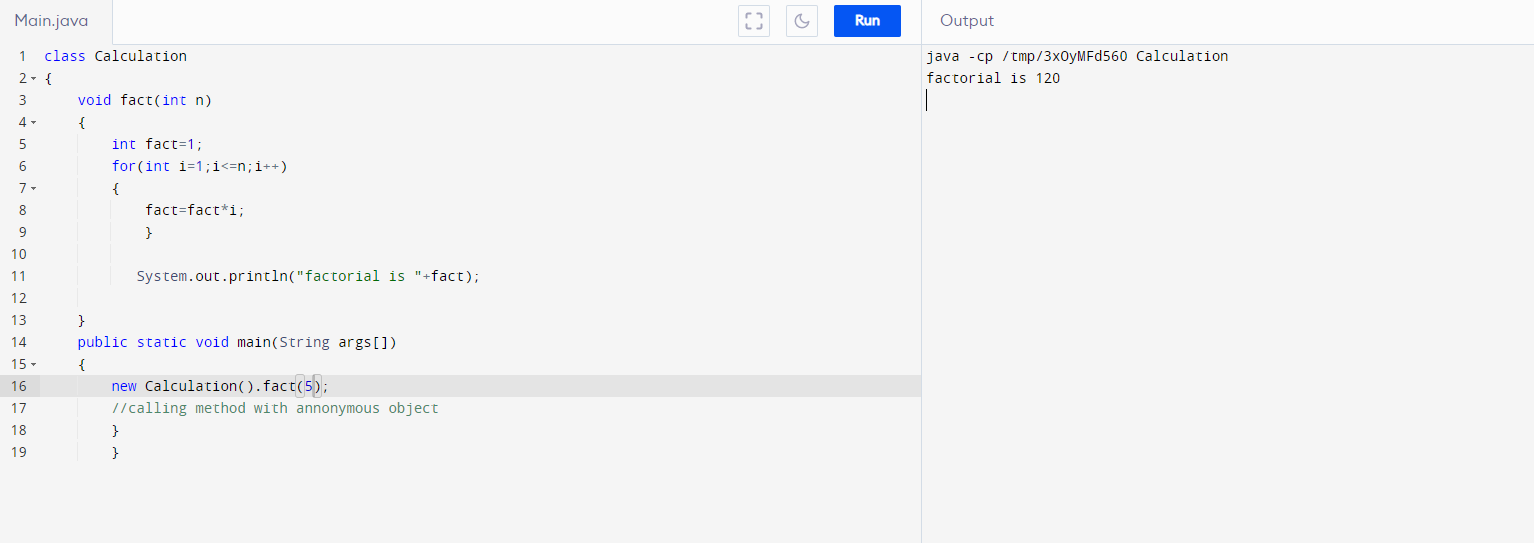 Main.java
Run
Output
1 class Calculation
2 {
3 void fact(int n)
4 {
5 int fact=1;
6 for(int i=1;i<=n;i++)
7 {
8 fact=fact*i;
9 }
10
11 System.out.println("factorial is "+fact);
12
13 }
14 public static void main(String args[])
15 {
16 new Calculation().fact(5);
17 //calling method with annonymous object
18 }
19 }
java -cp /tmp/3xOyMFd560 Calculation
factorial is 120